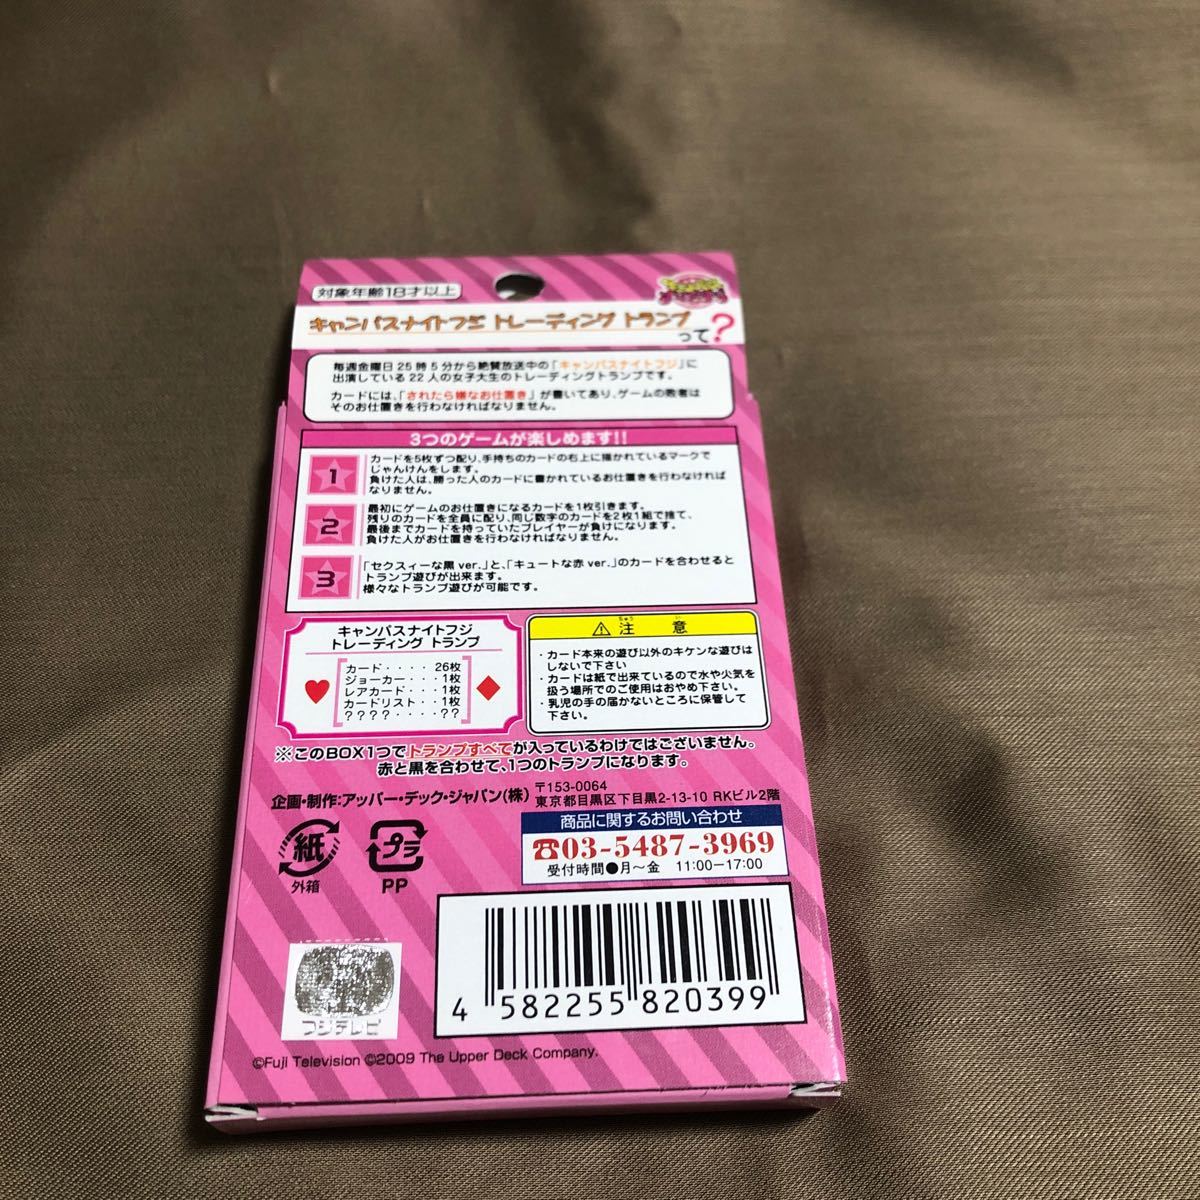 対象年齢18才以上
キャンパスナイトフジ トレーディング トランプ
って?
毎週金曜日25時5分から絶賛放送中の「キャンパスナイトフジ」に
出演している22人の女子大生のトレーディングトランプです。
カードには、「されたら嫌なお仕置き」が書いてあり、ゲームの敗者は
そのお仕置きを行わなければなりません。
3つのゲームが楽しめます!!
1
カードを5枚ずつ配り、手持ちのカードの右上に描かれているマークで
じゃんけんをします。
負けた人は、勝った人のカードに書かれているお仕置を行わなければ
なりません。
2
最初にゲームのお仕置きになるカードを1枚引きます。
残りのカードを全員に配り、同じ数字のカードを2枚1組で捨て、
最後までカードを持っていたプレイヤーが負けになります。
負けた人がお仕置を行わなければなりません。
3
「セクスィーな黒 ver.」と、「キュートな赤 ver.」のカードを合わせると
トランプ遊びが出来ます。
様々なトランプ遊びが可能です。
キャンパスナイトフジ
トレーディング トランプ
カード・・・・ 26枚
ジョーカー・・・1枚
レアカード・・・1枚
カードリスト・・1枚
????・・・・??
⚠注意
ちゅう い
・カード本来の遊び以外のキケンな遊びは
しないで下さい
・カードは紙で出来ているので水や火気を
扱う場所でのご使用はおやめ下さい。
・乳児の手の届かないところに保管して
下さい。
※このBOX1つでトランプすべてが入っているわけではございません。
赤と黒を合わせて、1つのトランプになります。
企画・制作:アッパー・デック・ジャパン(株)
〒153-0064
東京都目黒区下目黒2-13-10 RKビル2階
商品に関するお問い合わせ
☎03-5487-3969
受付時間●月〜金 11:00−17:00
紙
外箱
プラ
PP
4 582255 820399
フジテレビ
©Fuji Television ©2009 The Upper Deck Company.